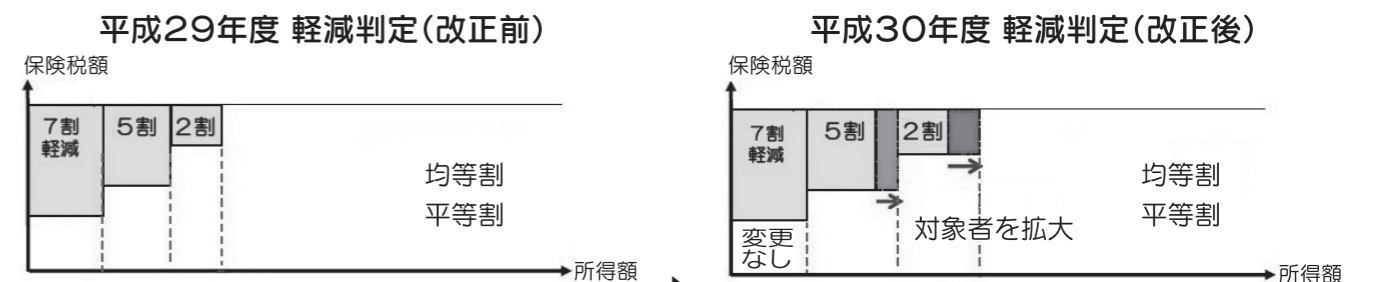 平成29年度 軽減判定(改正前)
保険税額
7割
軽減
5割
2割
均等割
平等割
所得額
平成30年度 軽減判定(改正後)
保険税額
7割
軽減
5割
2割
均等割
平等割
対象者を拡大
変更
なし
所得額